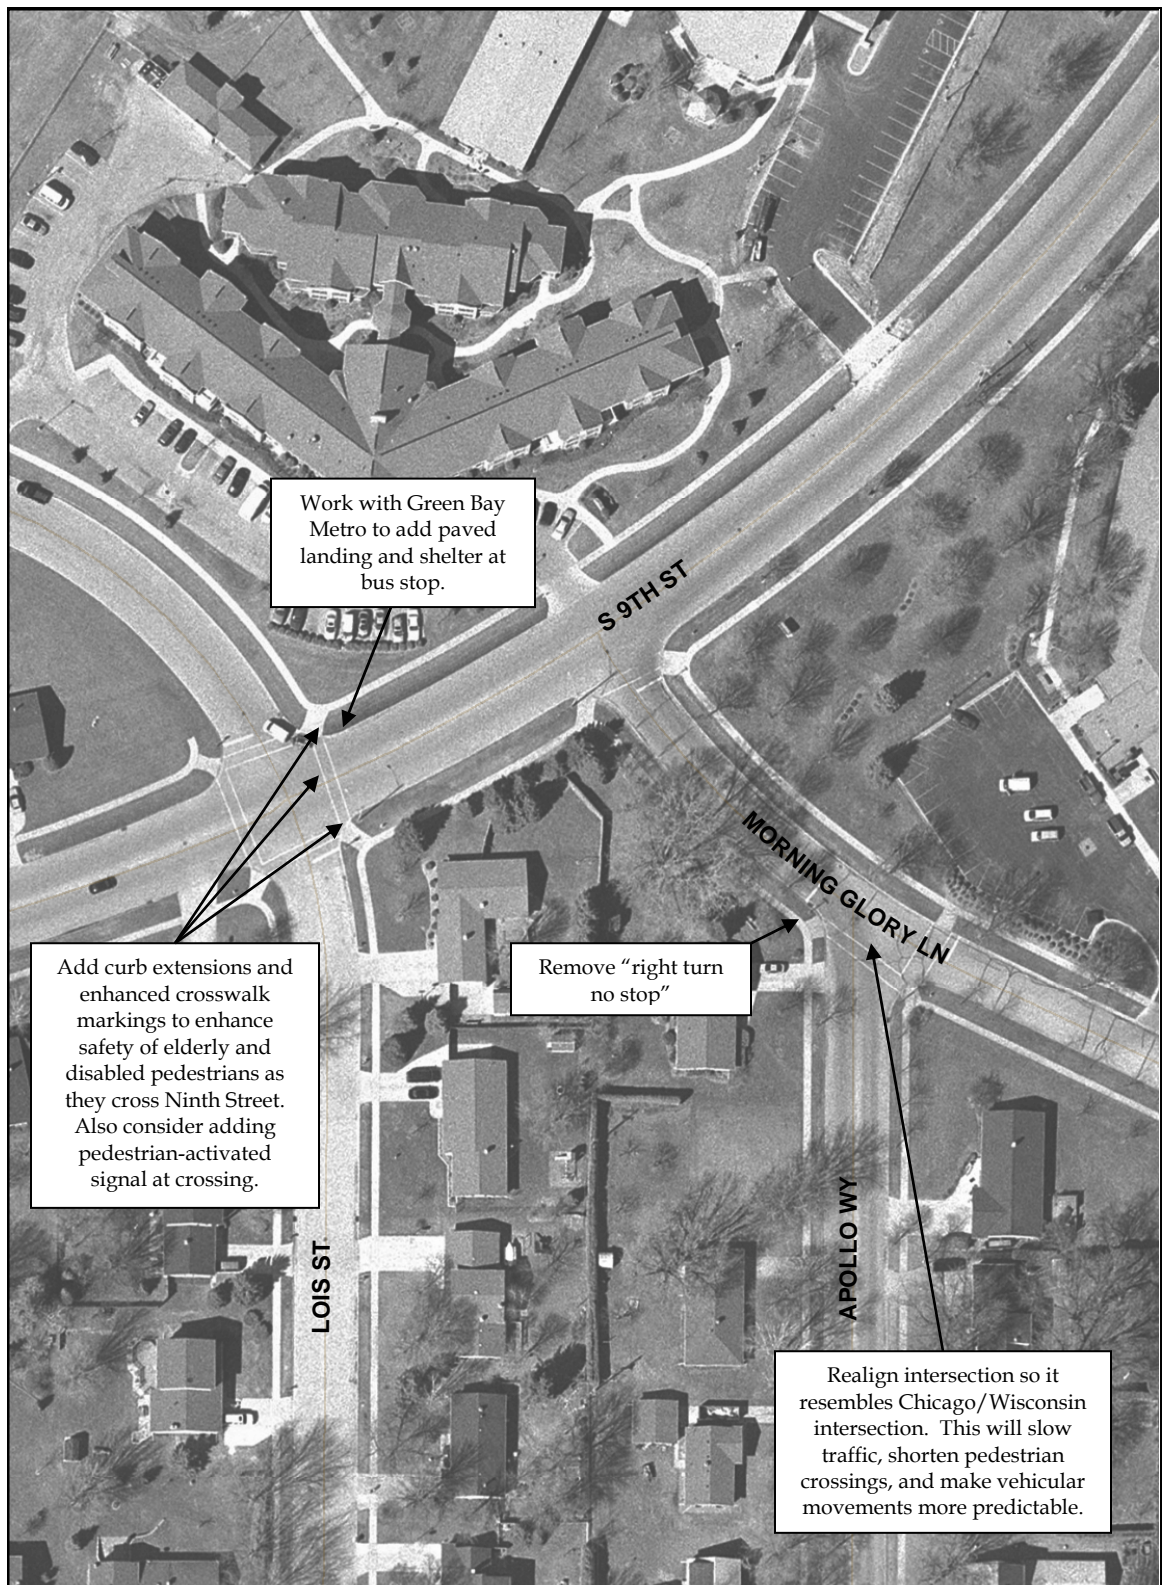 Work with Green Bay
Metro to add paved
landing and shelter at
bus stop.
S 9TH ST
MORNING GLORY LN
Add curb extensions and
enhanced crosswalk
markings to enhance
safety of elderly and
disabled pedestrians as
they cross Ninth Street.
Also consider adding
pedestrian-activated
signal at crossing.
Remove “right turn
no stop”
LOIS ST
APOLLO WY
Realign intersection so it
resembles Chicago/Wisconsin
intersection.  This will slow
traffic, shorten pedestrian
crossings, and make vehicular
movements more predictable.